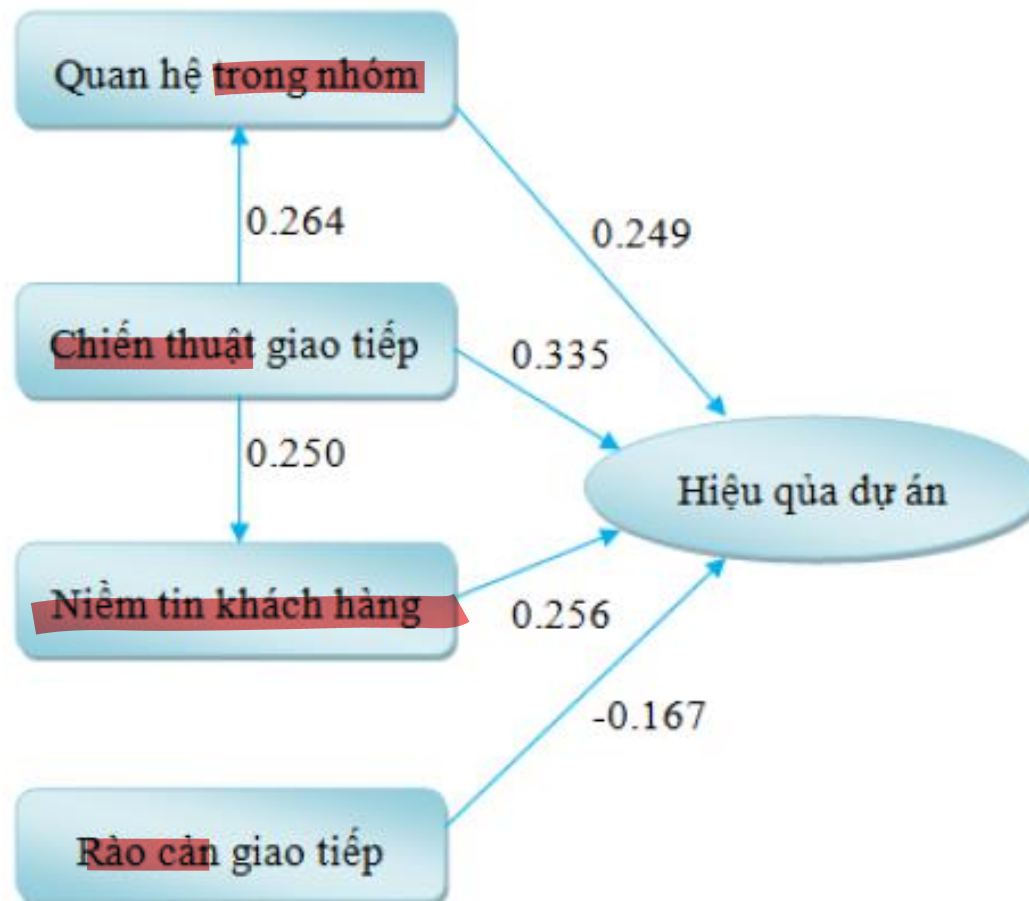 Quan hệ trong nhóm
0.264
0.249
Chiến thuật giao tiếp
0.335
0.250
Hiệu qủa dự án
Niềm tin khách hàng
0.256
-0.167
Rào cản giao tiếp